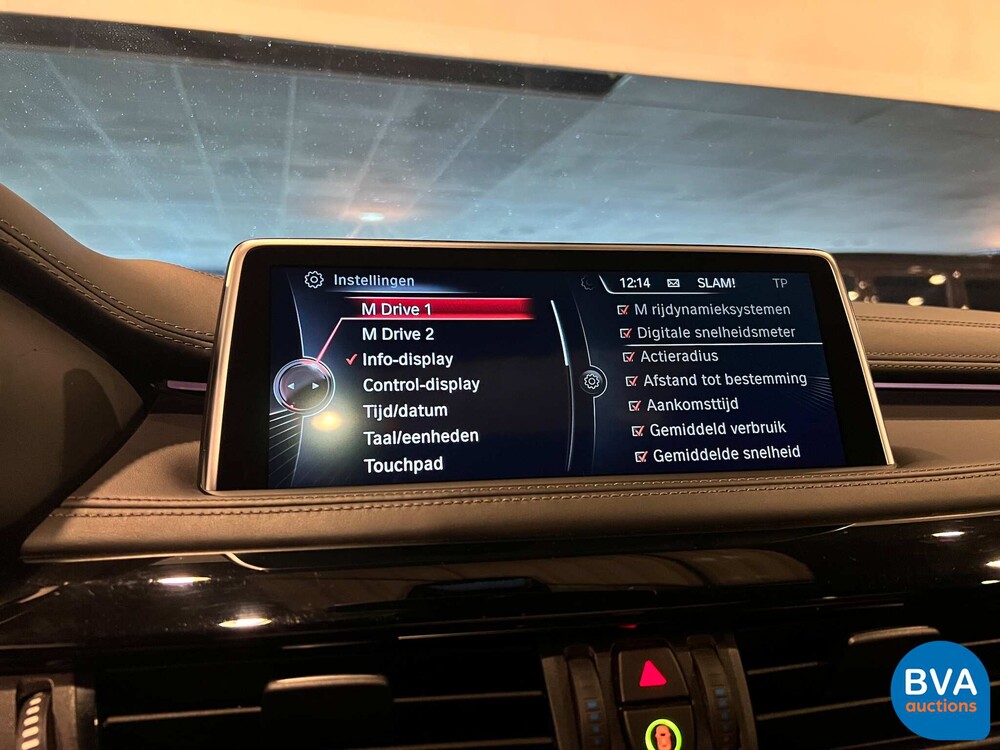 Instellingen
M Drive 1
M Drive 2
Info-display
Control-display
Tijd/datum
Taal/eenheden
Touchpad
12:14 SLAM! TP
M rijdynamieksystemen
Digitale snelheidsmeter
Actieradius
Afstand tot bestemming
Aankomsttijd
Gemiddeld verbruik
Gemiddelde snelheid
BVA
auctions